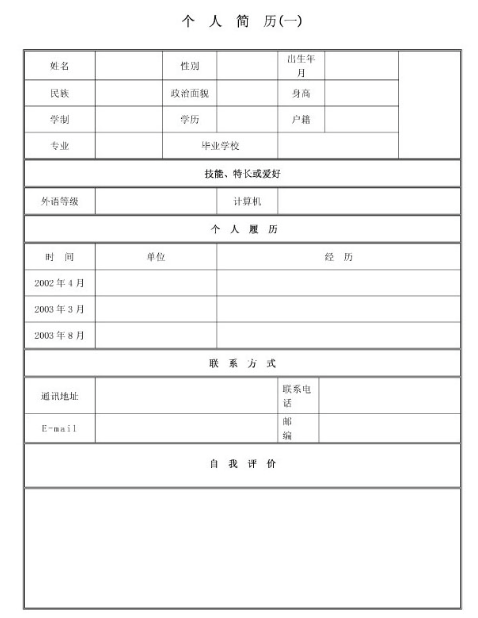 个 人 简 历(一)
姓名 性别 出生年
月
民族 政治面貌 身高
学制 学历 户籍
专业 毕业学校
技能、特长或爱好
外语等级 计算机
个 人 履 历
时 间 单位 经 历
2002 年 4 月
2003 年 3 月
2003 年 8 月
联 系 方 式
通讯地址 联系电
话
E-mail 邮
编
自 我 评 价